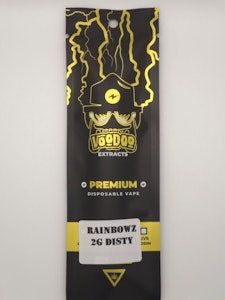 VOODOO
EXTRACTS
PREMIUM
DISPOSABLE VAPE
RAINBOWZ
2G DISTY